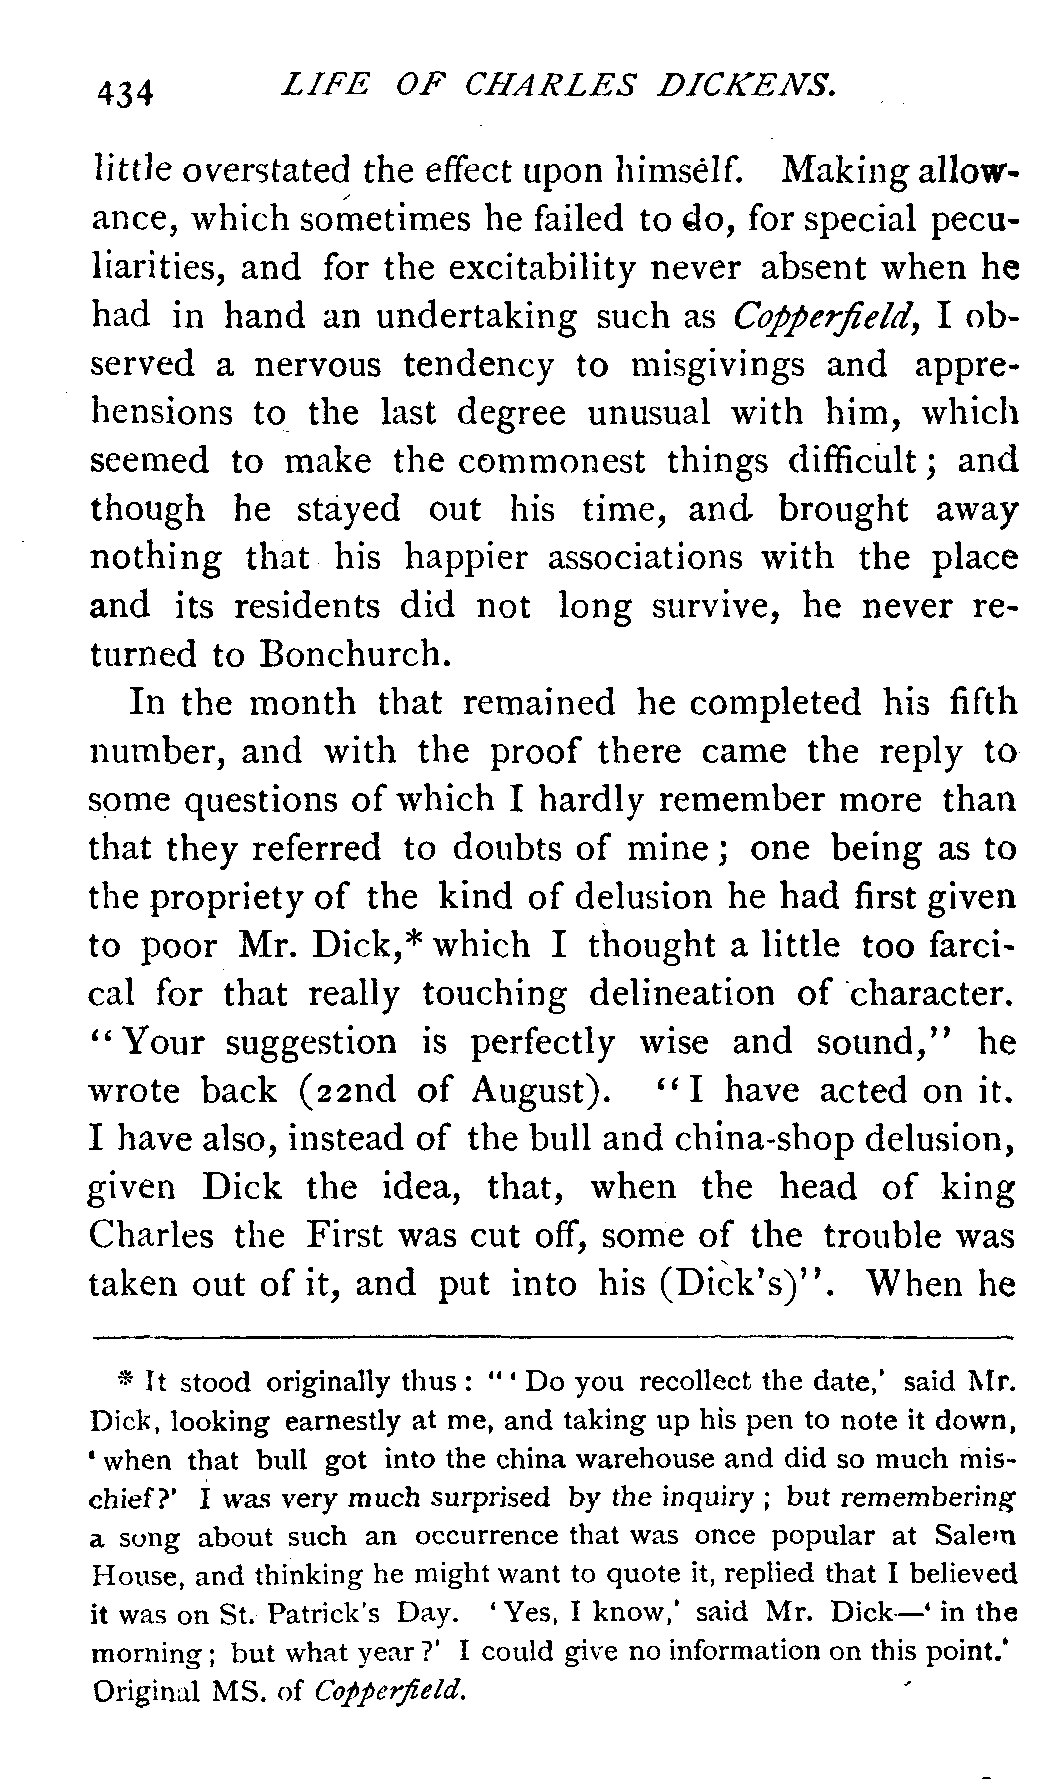 434 LIFE OF CHARLES DICKENS.
little overstated the effect upon himself. Making allow-
ance, which sometimes he failed to do, for special pecu-
liarities, and for the excitability never absent when he
had in hand an undertaking such as Copperfield, I ob-
served a nervous tendency to misgivings and appre-
hensions to the last degree unusual with him, which
seemed to make the commonest things difficult; and
though he stayed out his time, and brought away
nothing that his happier associations with the place
and its residents did not long survive, he never re-
turned to Bonchurch.
In the month that remained he completed his fifth
number, and with the proof there came the reply to
some questions of which I hardly remember more than
that they referred to doubts of mine; one being as to
the propriety of the kind of delusion he had first given
to poor Mr. Dick,* which I thought a little too farci-
cal for that really touching delineation of character.
"Your suggestion is perfectly wise and sound," he
wrote back (22nd of August). "I have acted on it.
I have also, instead of the bull and china-shop delusion,
given Dick the idea, that, when the head of king
Charles the First was cut off, some of the trouble was
taken out of it, and put into his (Dick's)". When he
* It stood originally thus: "'Do you recollect the date,' said Mr.
Dick, looking earnestly at me, and taking up his pen to note it down,
'when that bull got into the china warehouse and did so much mis-
chief?' I was very much surprised by the inquiry; but remembering
a song about such an occurrence that was once popular at Salem
House, and thinking he might want to quote it, replied that I believed
it was on St. Patrick's Day. 'Yes, I know,' said Mr. Dick—'in the
morning; but what year?' I could give no information on this point.'
Original MS. of Copperfield.